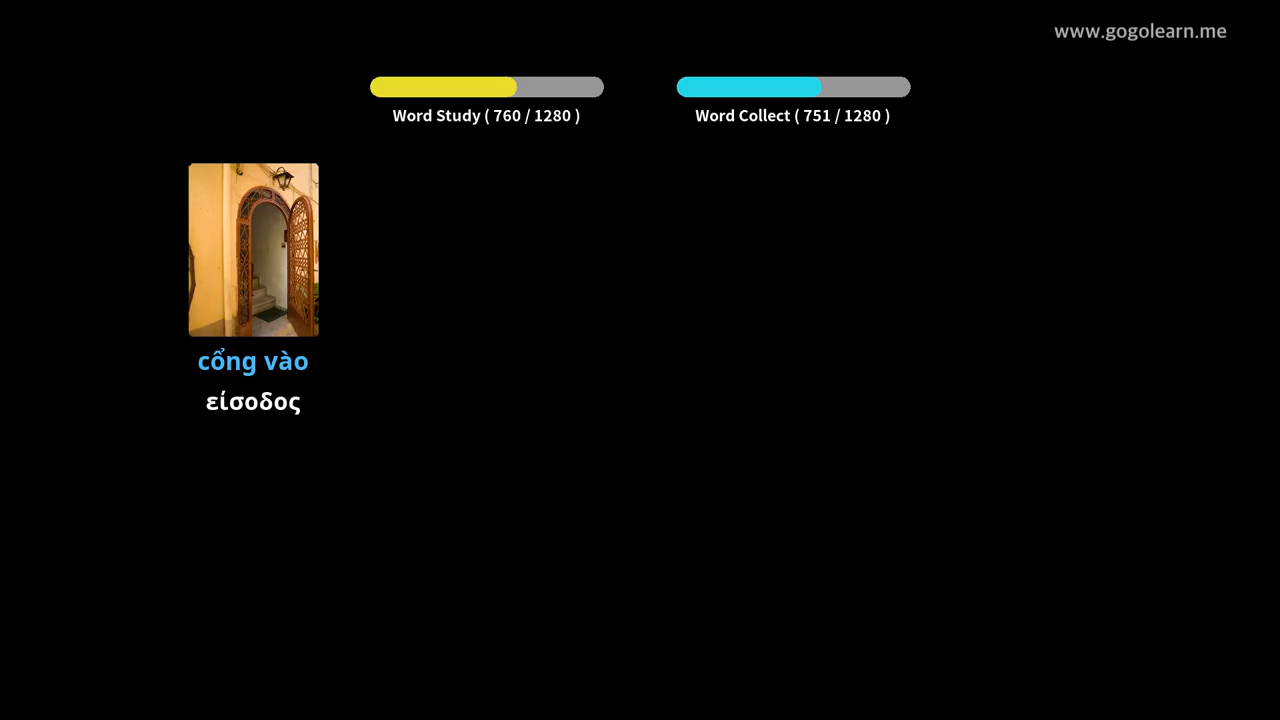 www.gogolearn.me
Word Study ( 760 / 1280 )
Word Collect ( 751 / 1280 )
cổng vào
είσοδος